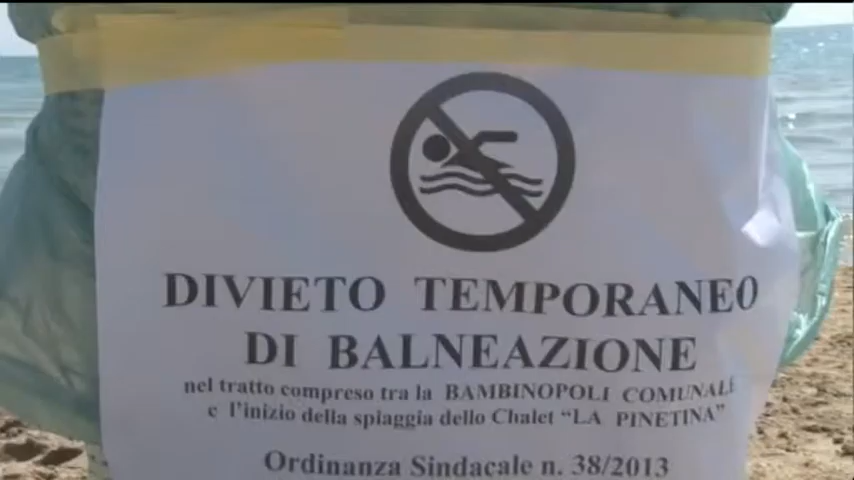 DIVIETO TEMPORANEO
DI BALNEAZIONE
nel tratto compreso tra la BAMBINOPOLI COMUNALE
e l'inizio della spiaggia dello Chalet "LA PINETINA"
Ordinanza Sindacale n. 38/2013